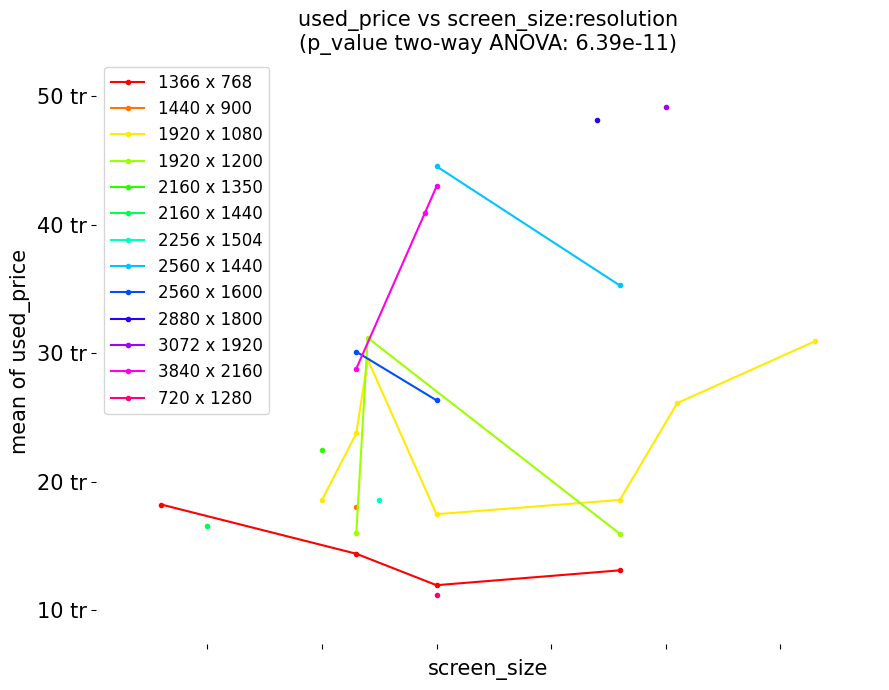 used_price vs screen_size:resolution
(p_value two-way ANOVA: 6.39e-11)
50 tr
40 tr
30 tr
20 tr
10 tr
mean of used_price
1366 x 768
1440 x 900
1920 x 1080
1920 x 1200
2160 x 1350
2160 x 1440
2256 x 1504
2560 x 1440
2560 x 1600
2880 x 1800
3072 x 1920
3840 x 2160
720 x 1280
screen_size